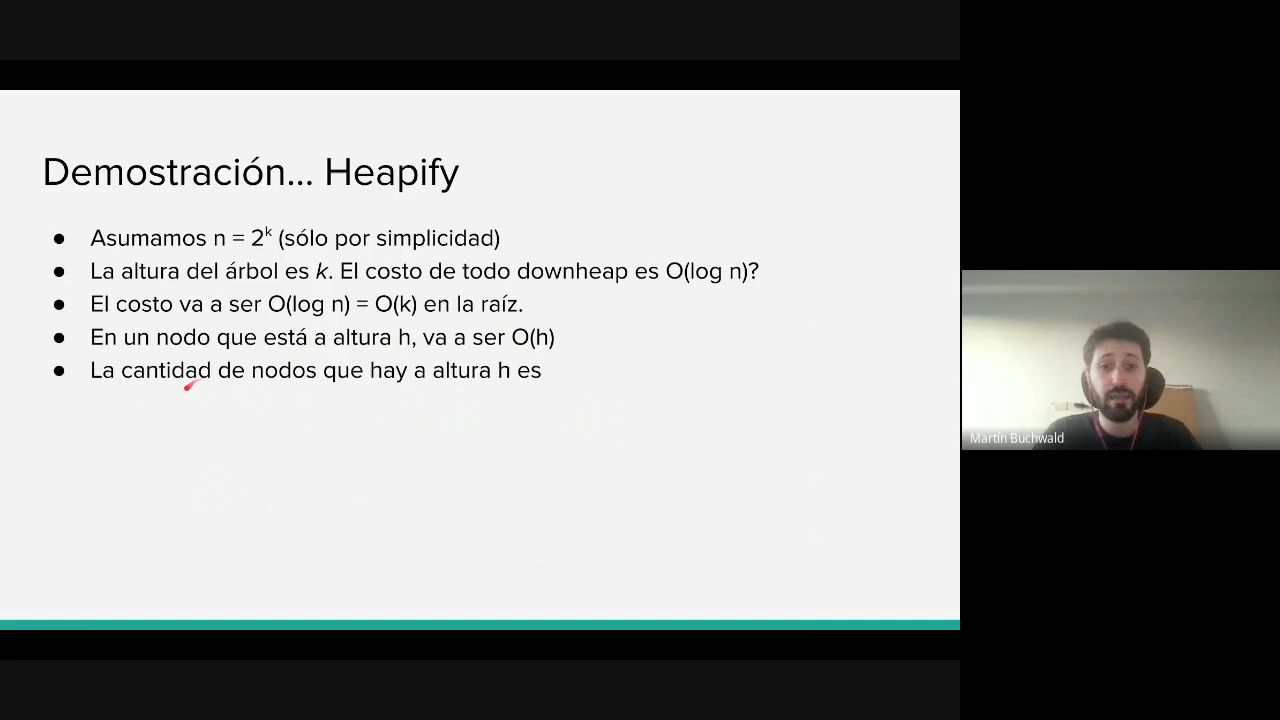 Demostración... Heapify
● Asumamos n = 2ᵏ (sólo por simplicidad)
● La altura del árbol es k. El costo de todo downheap es O(log n)?
● El costo va a ser O(log n) = O(k) en la raíz.
● En un nodo que está a altura h, va a ser O(h)
● La cantidad de nodos que hay a altura h es
Martín Buchwald